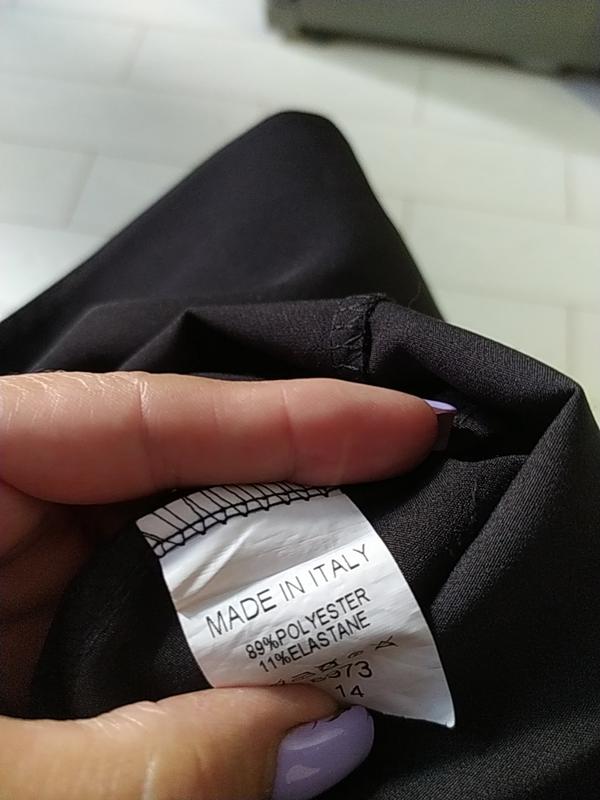 MADE IN ITALY
89%POLYESTER
11%ELASTANE
14